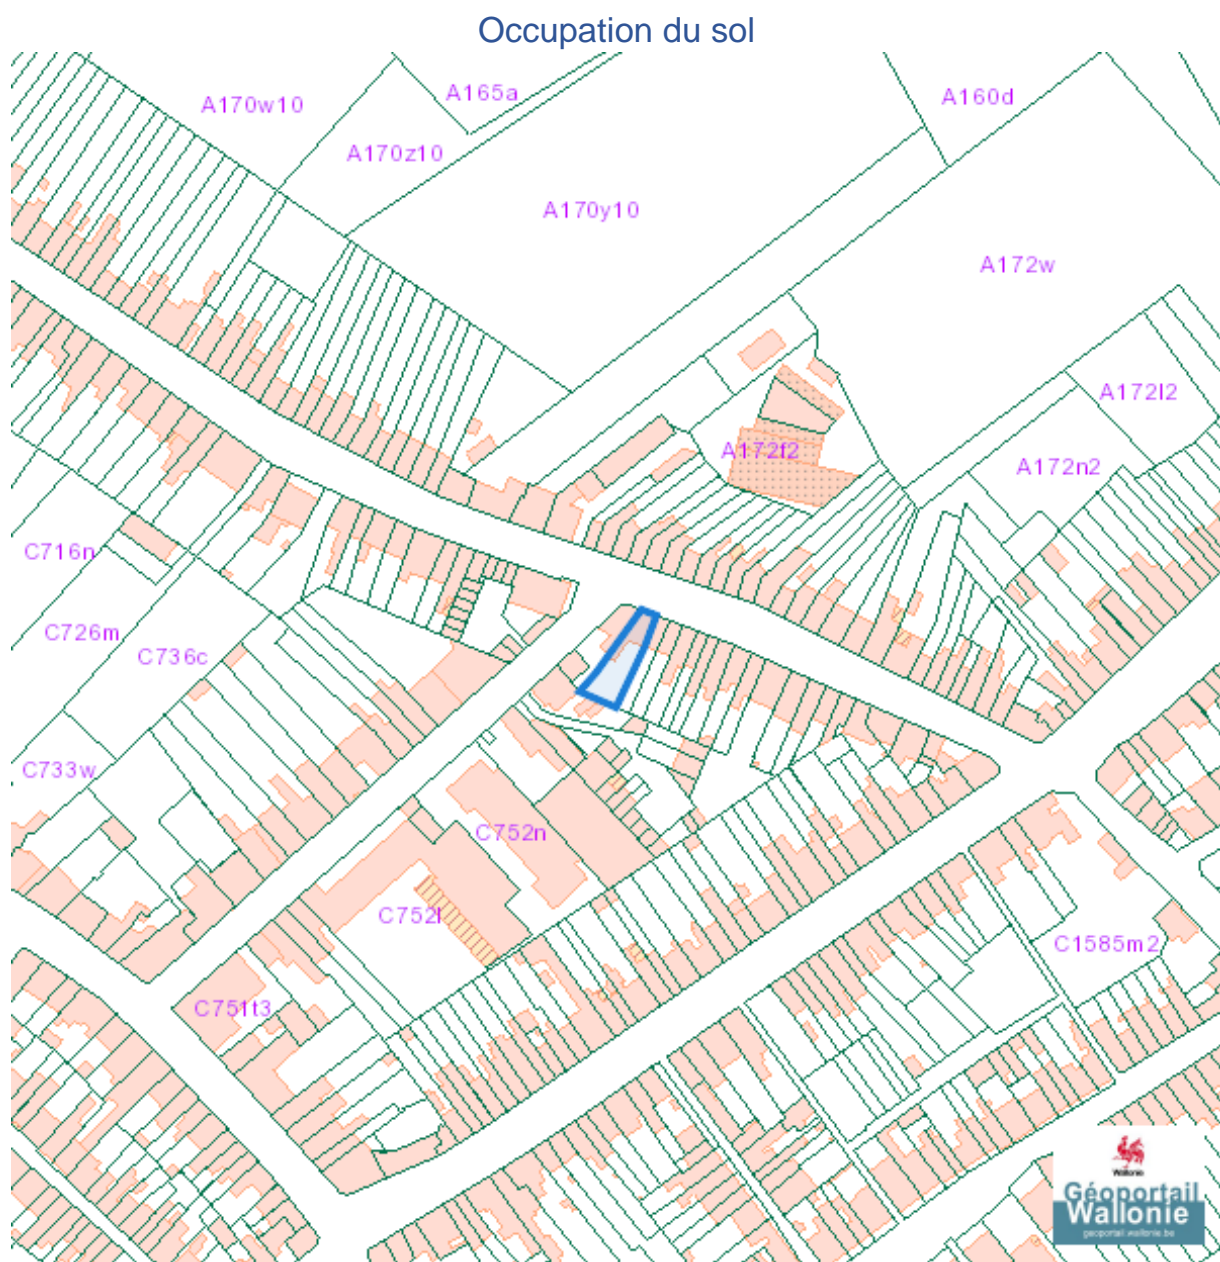 Occupation du sol
A165a
A160d
A170w10
A170z10
A170y10
A172w
A172l2
A172f2
A172n2
C716n
C726m
C736c
C733w
C752n
C752l
C1585m2
C751t3
Wallonie
Géoportail
Wallonie
geoportail.wallonie.be